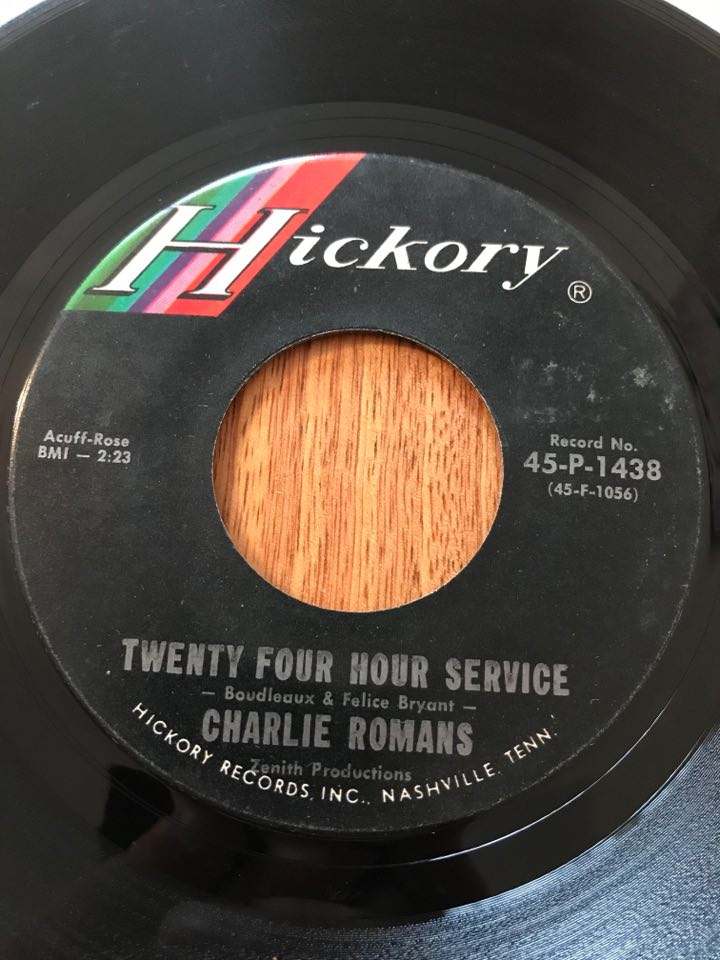 Hickory
®
Acuff-Rose
BMI — 2:23
Record No.
45-P-1438
(45-F-1056)
TWENTY FOUR HOUR SERVICE
— Boudleaux & Felice Bryant —
CHARLIE ROMANS
Zenith Productions
HICKORY RECORDS, INC., NASHVILLE, TENN.